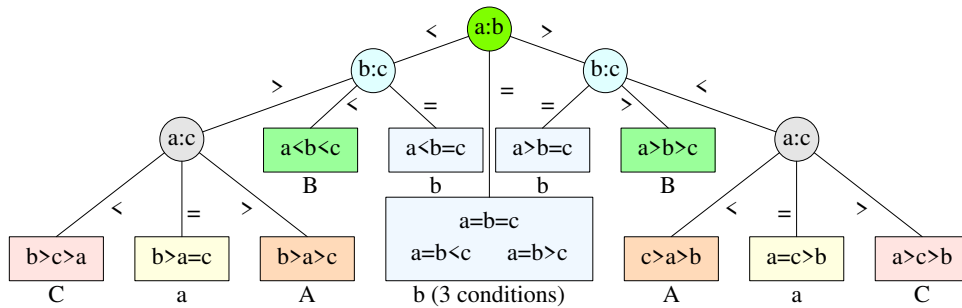 a:b
< >
b:c b:c
> < = = = > <
a:c a:c
a<b<c a<b=c a>b=c a>b>c
B b b B
< = > < = >
a=b=c
a=b<c a=b>c
b>c>a b>a=c b>a>c c>a>b a=c>b a>c>b
C a A b (3 conditions) A a C